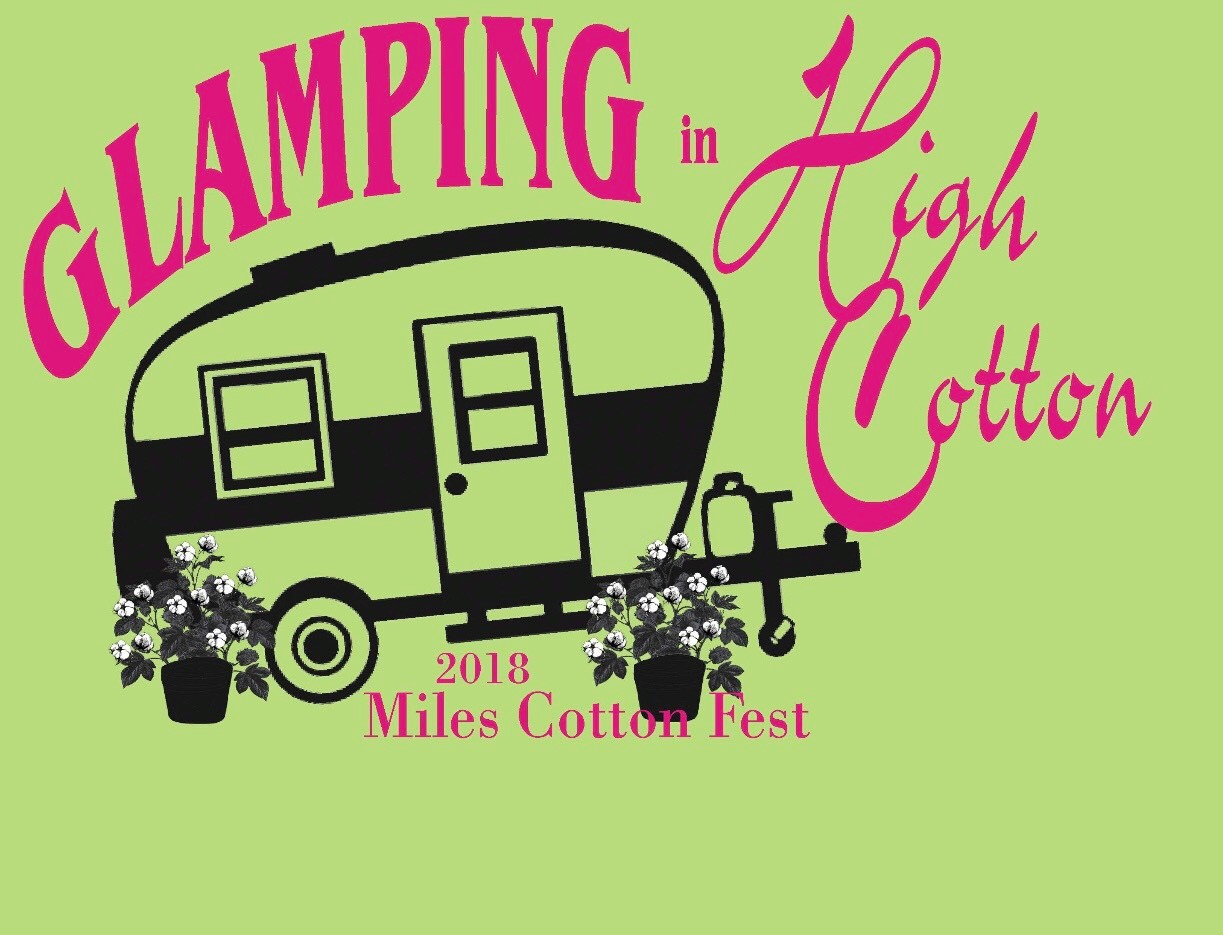 GLAMPING in High
Cotton
2018
Miles Cotton Fest